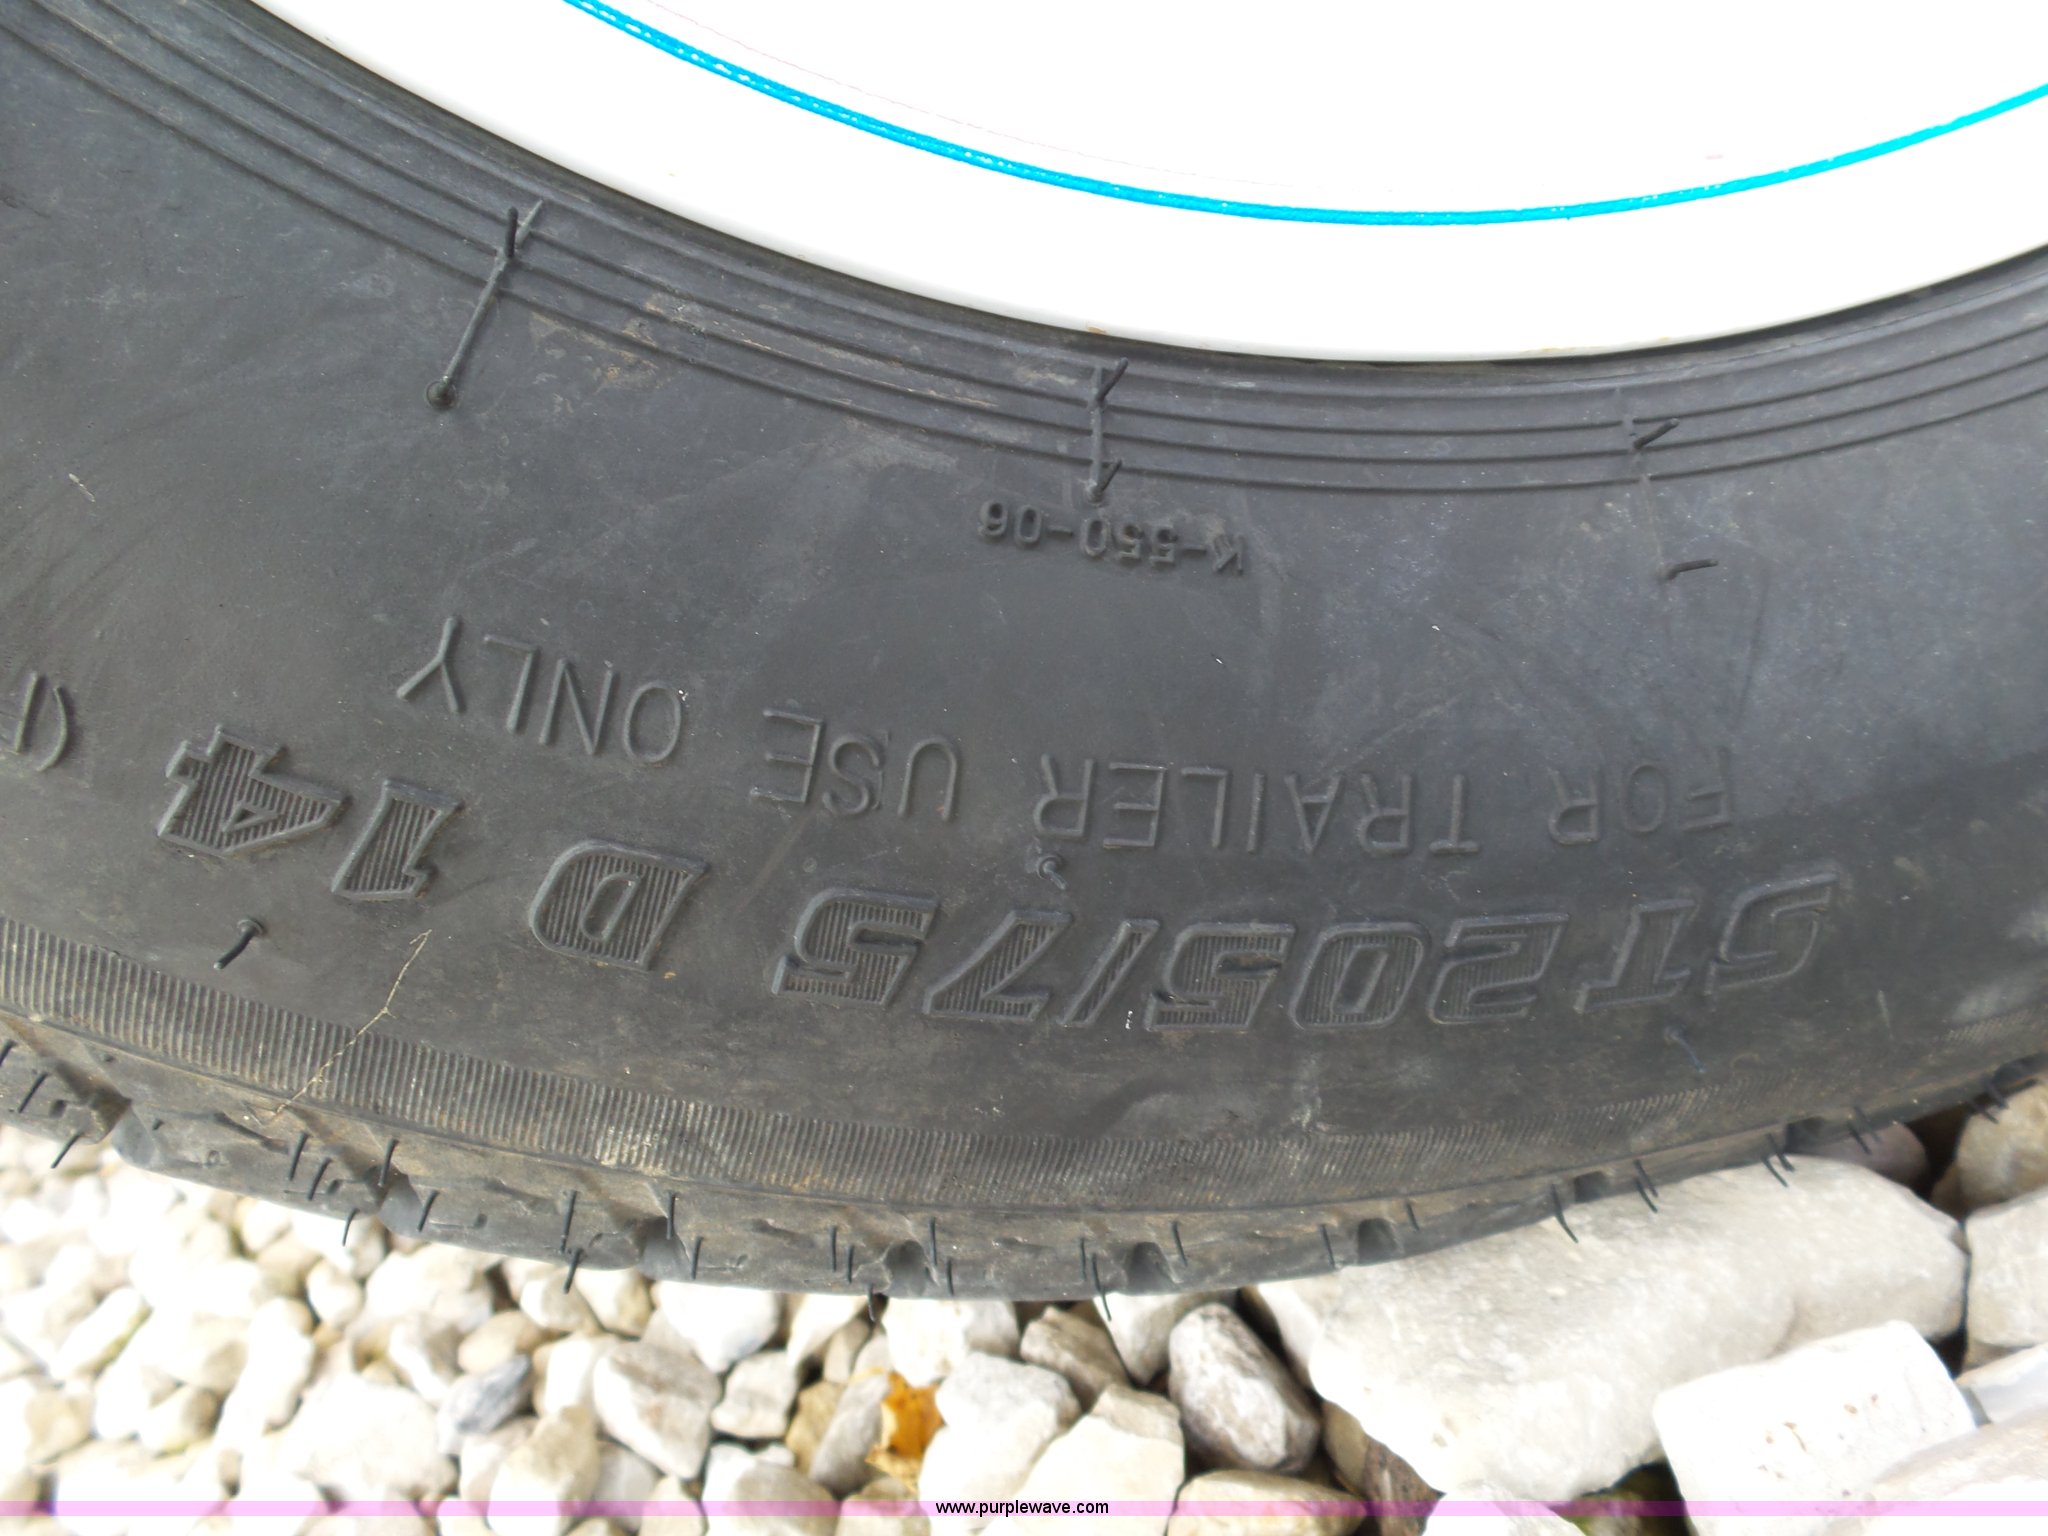 K-550-06
FOR TRAILER USE ONLY
ST205/75 D 14
www.purplewave.com